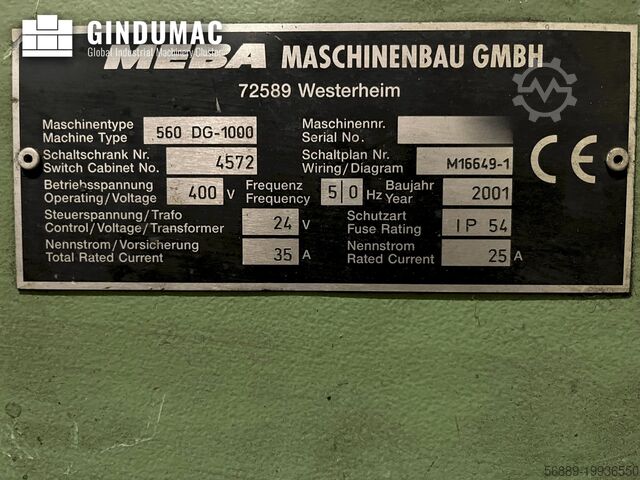 GINDUMAC
Global Industrial Machinery Cluster
MEBA MASCHINENBAU GMBH
72589 Westerheim
Maschinentype
Machine Type 560 DG-1000
Maschinennr.
Serial No.
Schaltschrank Nr.
Switch Cabinet No. 4572
Schaltplan Nr.
Wiring/Diagram M16649-1
Betriebsspannung
Operating/Voltage 400 V
Frequenz
Frequency 50 Hz
Baujahr
Year 2001
Steuerspannung/Trafo
Control/Voltage/Transformer 24 V
Schutzart
Fuse Rating IP 54
Nennstrom/Vorsicherung
Total Rated Current 35 A
Nennstrom
Rated Current 25 A
CE
56889-19936550